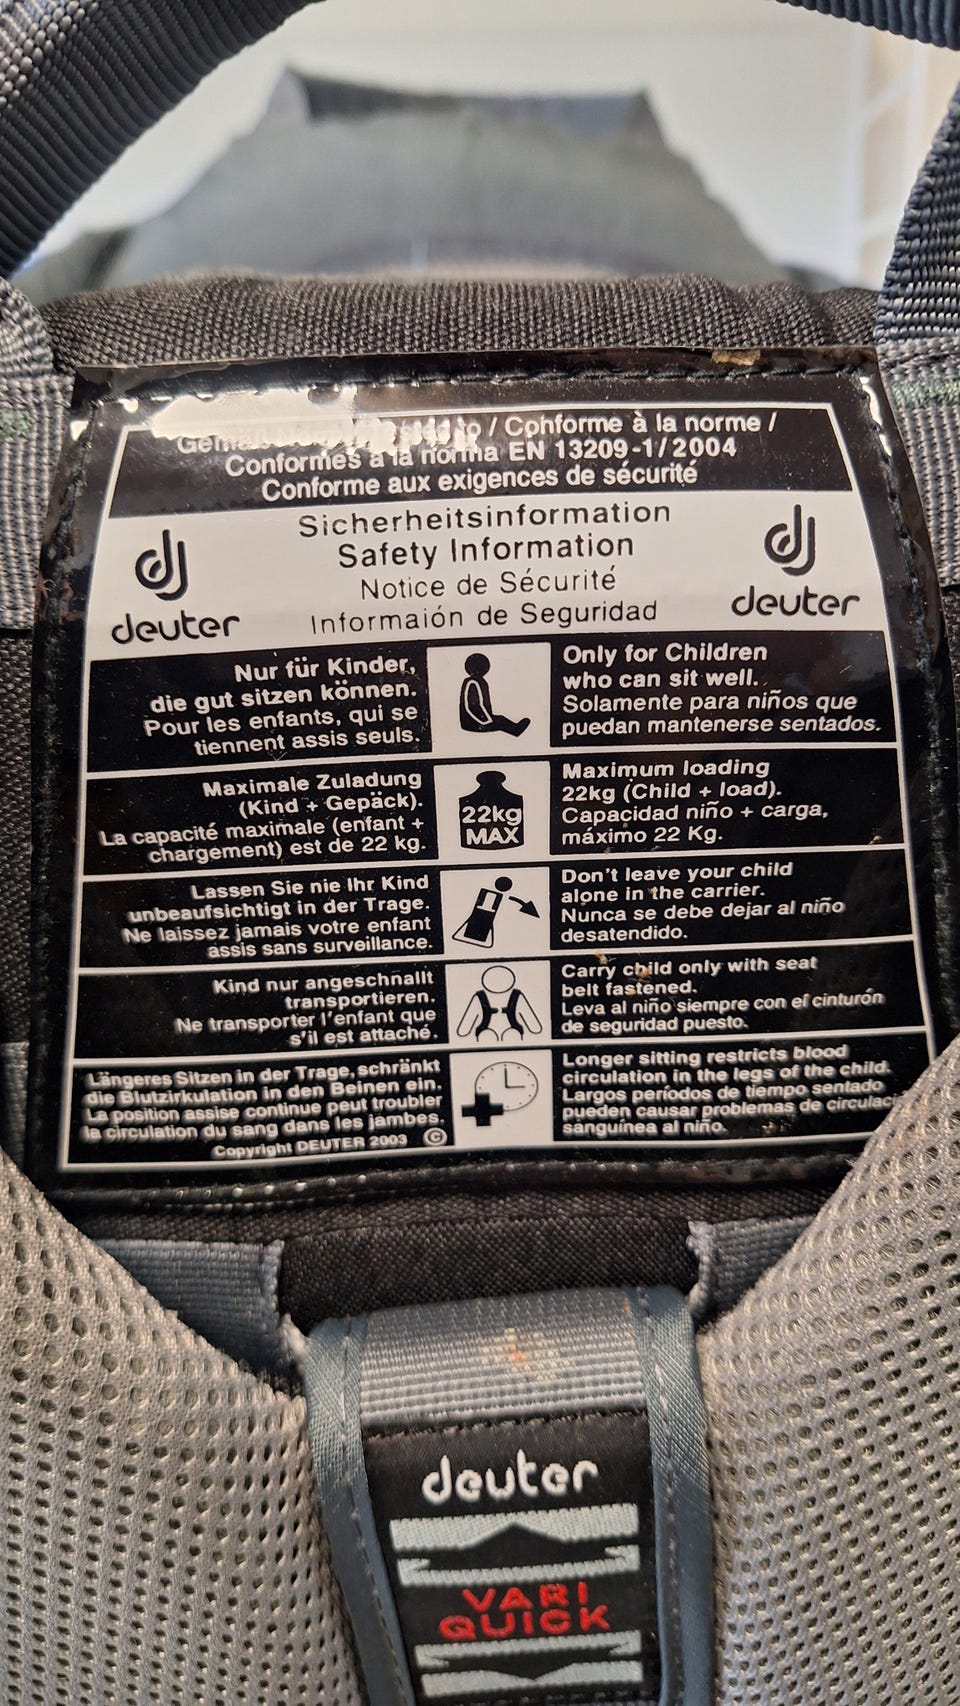 / Conforme à la norme /
Conformes a la norma EN 13209-1/2004
Conforme aux exigences de sécurité
Sicherheitsinformation
Safety Information
Notice de Sécurité
Informaión de Seguridad
deuter
deuter
Nur für Kinder,
die gut sitzen können.
Pour les enfants, qui se
tiennent assis seuls.
Only for Children
who can sit well.
Solamente para niños que
puedan mantenerse sentados.
Maximale Zuladung
(Kind + Gepäck).
La capacité maximale (enfant +
chargement) est de 22 kg.
22kg
MAX
Maximum loading
22kg (Child + load).
Capacidad niño + carga,
máximo 22 Kg.
Lassen Sie nie Ihr Kind
unbeaufsichtigt in der Trage.
Ne laissez jamais votre enfant
assis sans surveillance.
Don't leave your child
alone in the carrier.
Nunca se debe dejar al niño
desatendido.
Kind nur angeschnallt
transportieren.
Ne transporter l'enfant que
s'il est attaché.
Carry child only with seat
belt fastened.
Leva al niño siempre con el cinturón
de seguridad puesto.
Längeres Sitzen in der Trage, schränkt
die Blutzirkulation in den Beinen ein.
La position assise continue peut troubler
la circulation du sang dans les jambes.
Copyright DEUTER 2003 ©
Longer sitting restricts blood
circulation in the legs of the child.
Largos períodos de tiempo sentado
pueden causar problemas de circulaci
sanguínea al niño.
deuter
VARI
QUICK